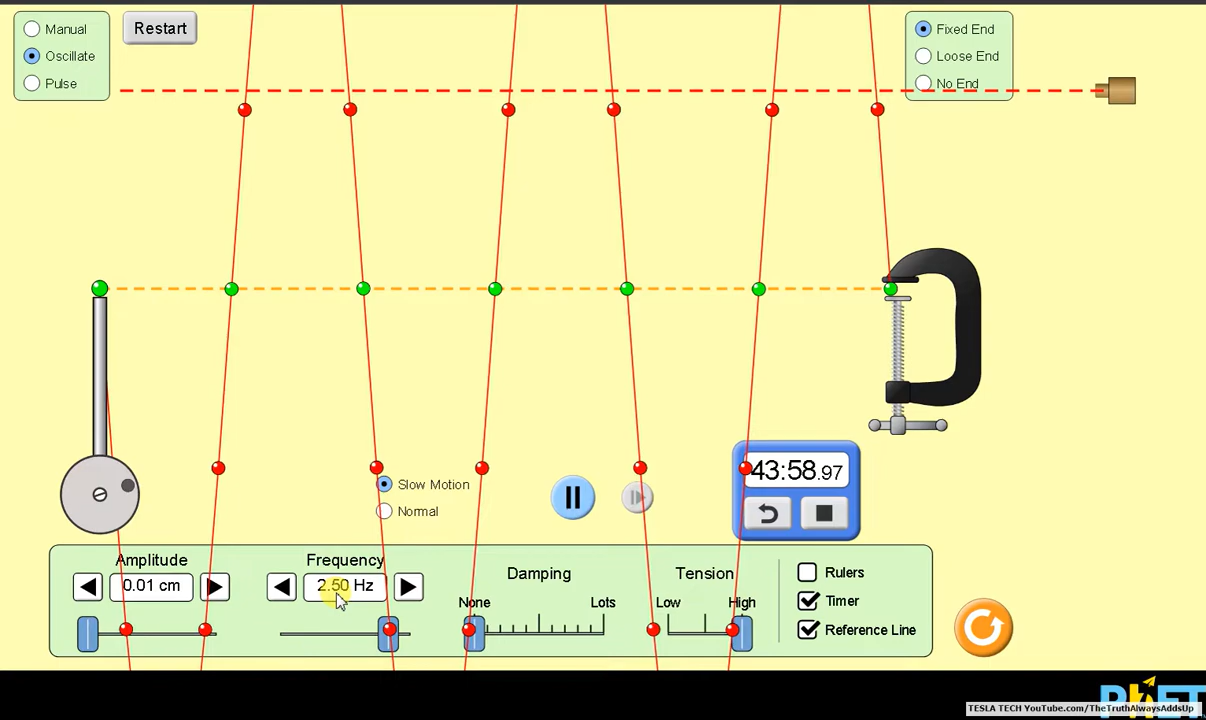 Manual
Oscillate
Pulse
Restart
Fixed End
Loose End
No End
Slow Motion
Normal
43:58.97
Amplitude
0.01 cm
Frequency
2.50 Hz
Damping
None
Lots
Tension
Low
High
Rulers
Timer
Reference Line
PhET
TESLA TECH YouTube.com/TheTruthAlwaysAddsUp